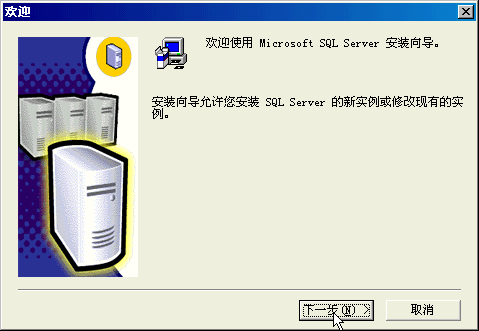 欢迎
欢迎使用 Microsoft SQL Server 安装向导。
安装向导允许您安装 SQL Server 的新实例或修改现有的实
例。
下一步(N) >
取消